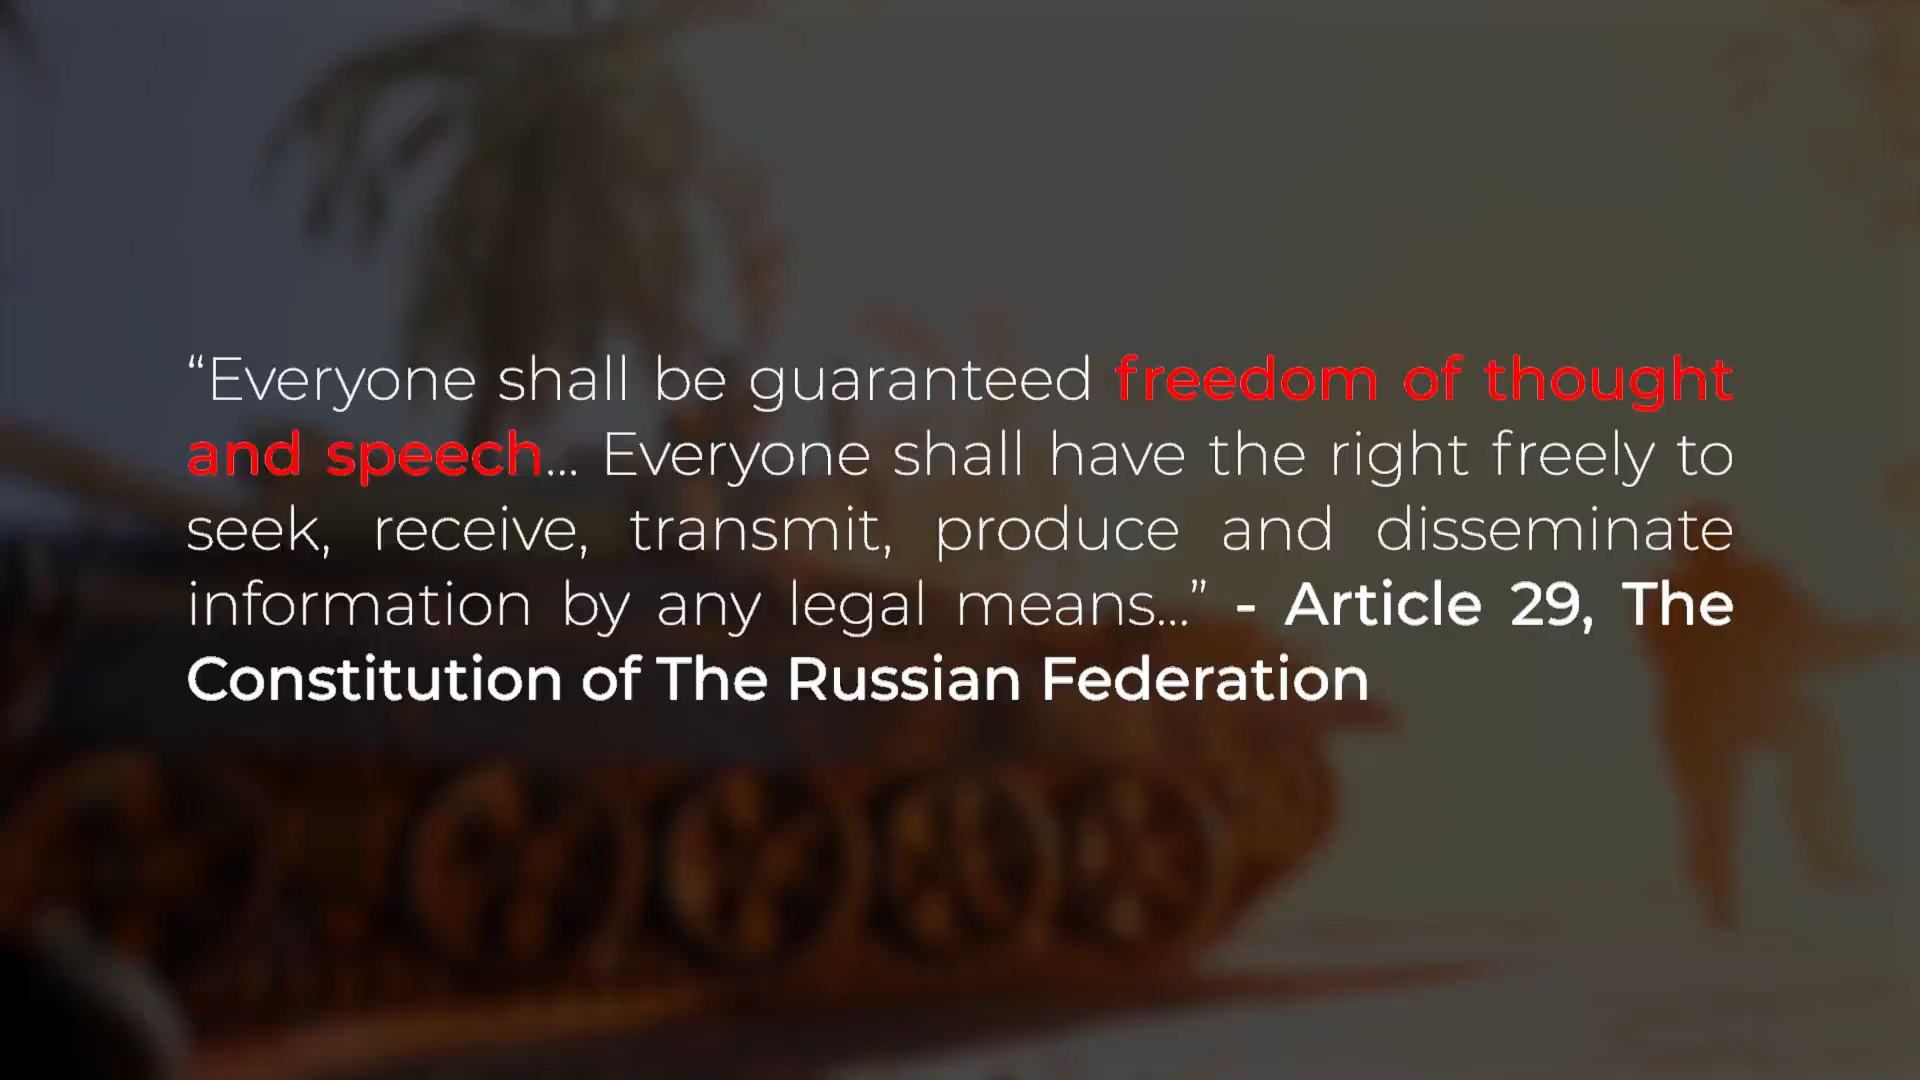 “Everyone shall be guaranteed freedom of thought
and speech... Everyone shall have the right freely to
seek, receive, transmit, produce and disseminate
information by any legal means...” - Article 29, The
Constitution of The Russian Federation